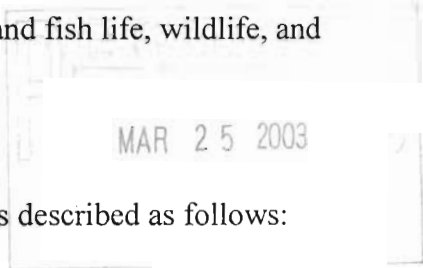 and fish life, wildlife, and
MAR 25 2003
s described as follows: